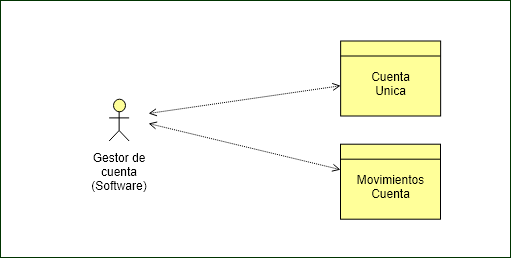 Cuenta
Unica
Gestor de
cuenta
(Software)
Movimientos
Cuenta